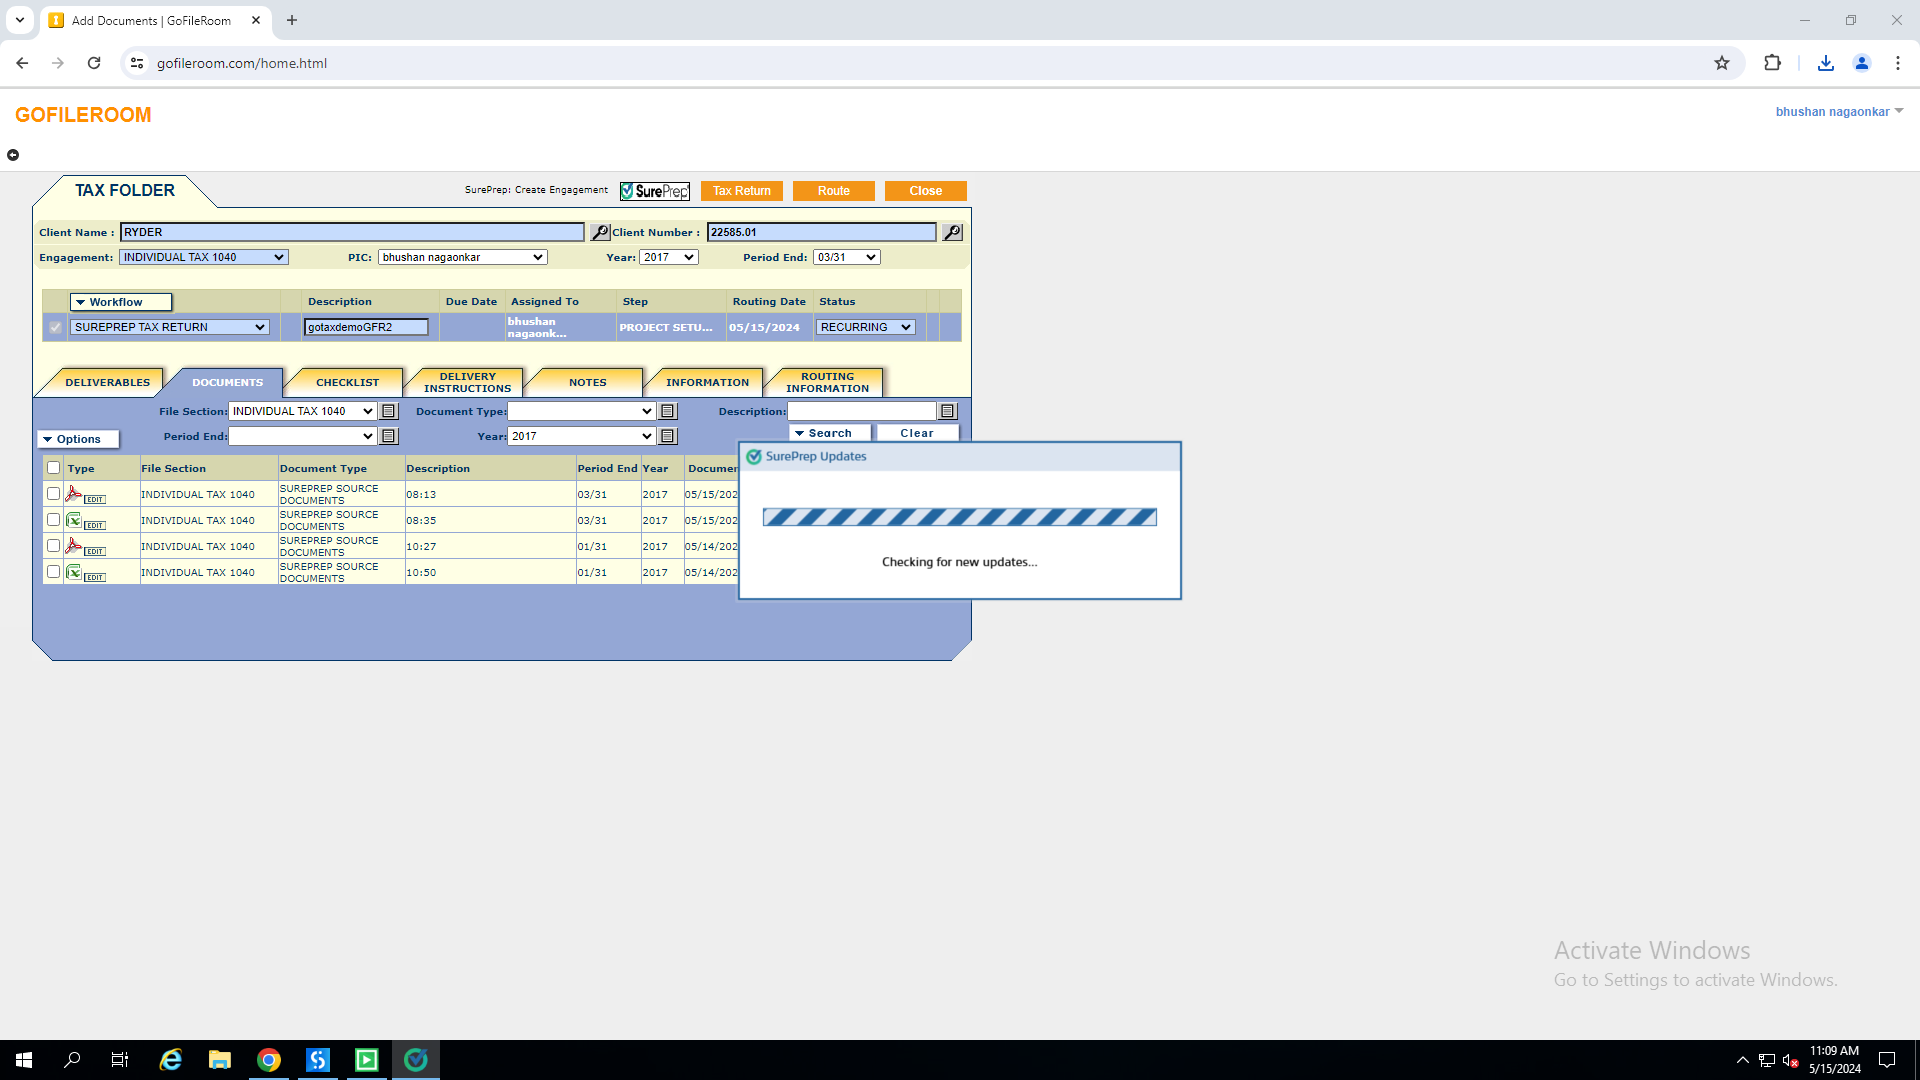 Add Documents | GoFileRoom
gofileroom.com/home.html
GOFILEROOM
bhushan nagaonkar
TAX FOLDER
SurePrep: Create Engagement
SurePrep
Tax Return
Route
Close
Client Name :
RYDER
Client Number :
22585.01
Engagement:
INDIVIDUAL TAX 1040
PIC:
bhushan nagaonkar
Year:
2017
Period End:
03/31
Workflow
Description
Due Date
Assigned To
Step
Routing Date
Status
SUREPREP TAX RETURN
gotaxdemoGFR2
bhushan
nagaonk...
PROJECT SETU...
05/15/2024
RECURRING
DELIVERABLES
DOCUMENTS
CHECKLIST
DELIVERY
INSTRUCTIONS
NOTES
INFORMATION
ROUTING
INFORMATION
File Section:
INDIVIDUAL TAX 1040
Document Type:
Description:
Options
Period End:
Year:
2017
Search
Clear
Type
File Section
Document Type
Description
Period End
Year
Documen
EDIT
INDIVIDUAL TAX 1040
SUREPREP SOURCE
DOCUMENTS
08:13
03/31
2017
05/15/202
EDIT
INDIVIDUAL TAX 1040
SUREPREP SOURCE
DOCUMENTS
08:35
03/31
2017
05/15/202
EDIT
INDIVIDUAL TAX 1040
SUREPREP SOURCE
DOCUMENTS
10:27
01/31
2017
05/14/202
EDIT
INDIVIDUAL TAX 1040
SUREPREP SOURCE
DOCUMENTS
10:50
01/31
2017
05/14/202
SurePrep Updates
Checking for new updates...
Activate Windows
Go to Settings to activate Windows.
11:09 AM
5/15/2024